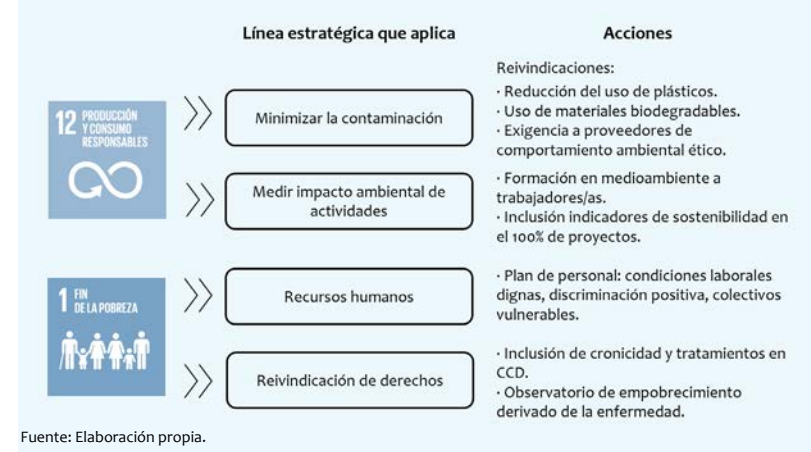 Línea estratégica que aplica
Acciones
12 PRODUCCIÓN
Y CONSUMO
RESPONSABLES
Minimizar la contaminación
Reivindicaciones:
· Reducción del uso de plásticos.
· Uso de materiales biodegradables.
· Exigencia a proveedores de
comportamiento ambiental ético.
Medir impacto ambiental de
actividades
· Formación en medioambiente a
trabajadores/as.
· Inclusión indicadores de sostenibilidad en
el 100% de proyectos.
1 FIN
DE LA POBREZA
Recursos humanos
· Plan de personal: condiciones laborales
dignas, discriminación positiva, colectivos
vulnerables.
Reivindicación de derechos
· Inclusión de cronicidad y tratamientos en
CCD.
· Observatorio de empobrecimiento
derivado de la enfermedad.
Fuente: Elaboración propia.